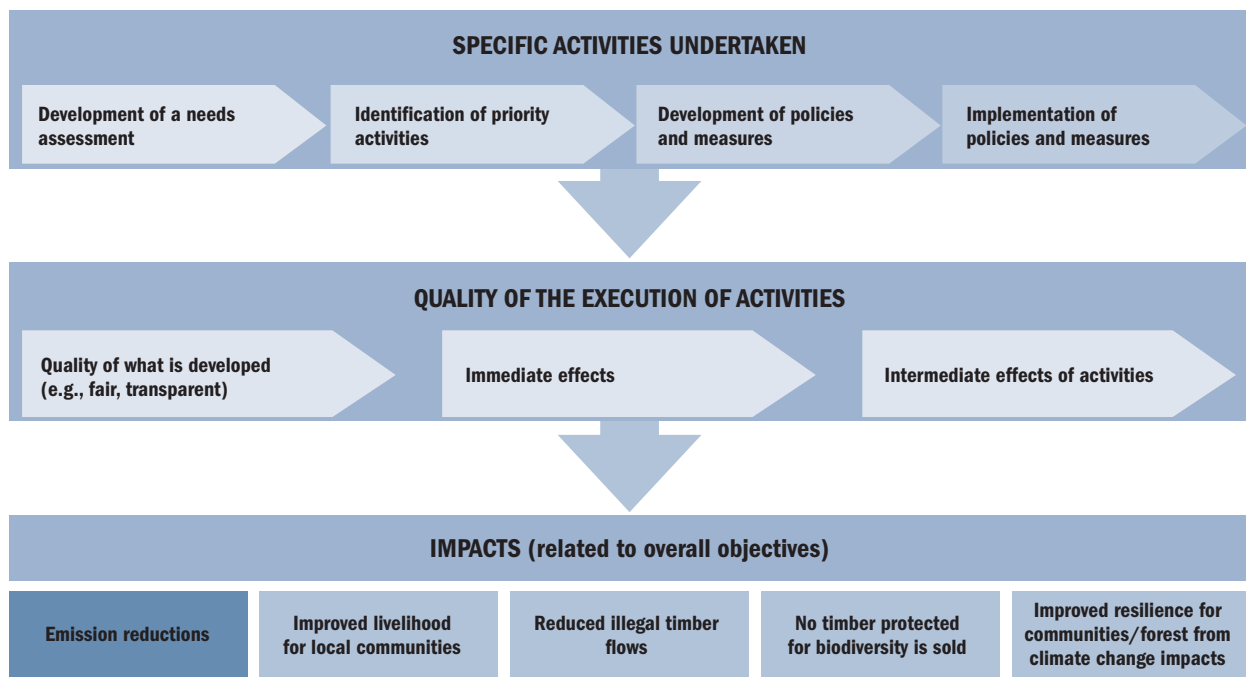 SPECIFIC ACTIVITIES UNDERTAKEN
Development of a needs
assessment
Identification of priority
activities
Development of policies
and measures
Implementation of
policies and measures
QUALITY OF THE EXECUTION OF ACTIVITIES
Quality of what is developed
(e.g., fair, transparent)
Immediate effects
Intermediate effects of activities
IMPACTS (related to overall objectives)
Emission reductions
Improved livelihood
for local communities
Reduced illegal timber
flows
No timber protected
for biodiversity is sold
Improved resilience for
communities/forest from
climate change impacts